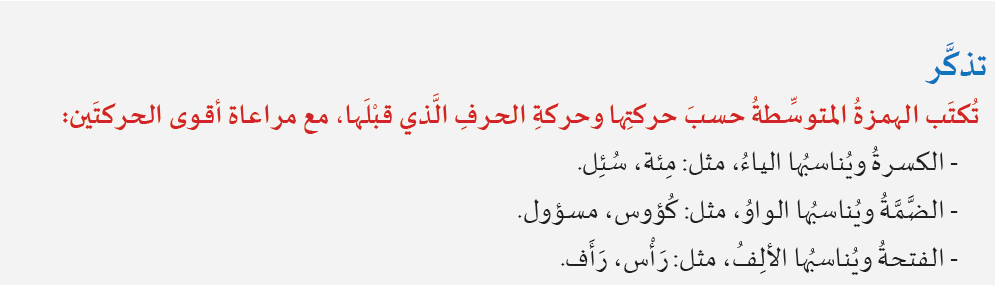 تذكَّر
تُكتَب الهمزةُ المتوسِّطةُ حسبَ حركتِها وحركةِ الحرفِ الَّذي قبْلَها، مع مراعاة أقوى الحركتَين:
- الكسرةُ ويُناسبُها الياءُ، مثل: مِئة، سُئِل.
- الضَّمَّةُ ويُناسبُها الواوُ، مثل: كُؤوس، مسؤول.
- الفتحةُ ويُناسبُها الألِفُ، مثل: رَأْس، رَأَف.